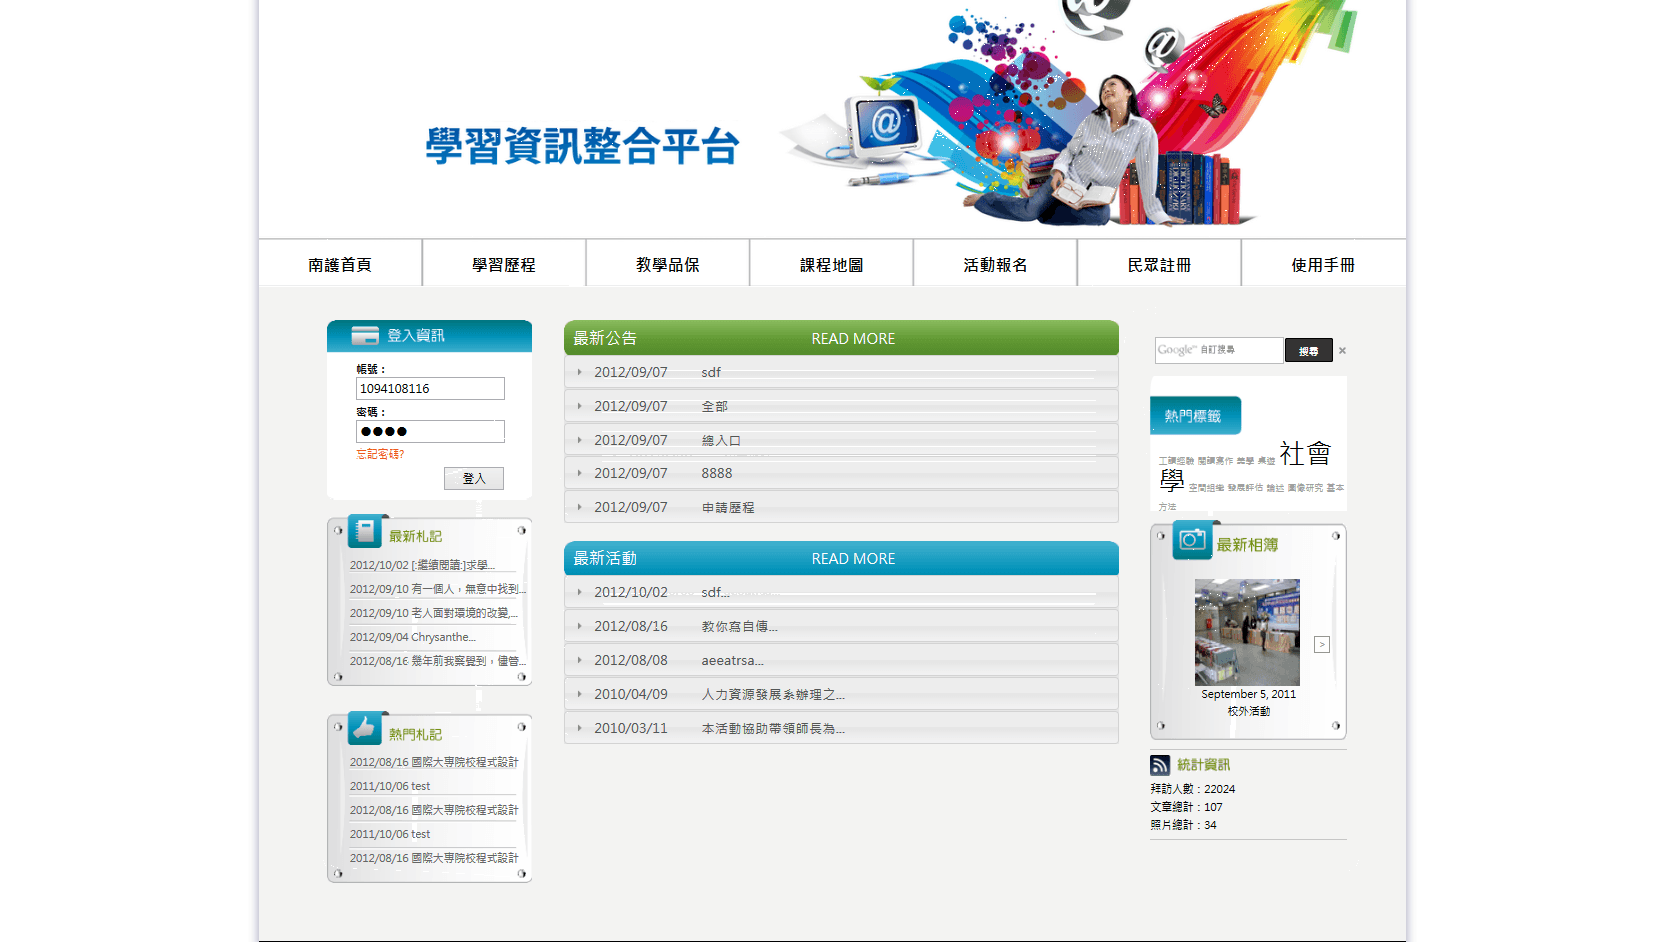 學習資訊整合平台
南護首頁
學習歷程
教學品保
課程地圖
活動報名
民眾註冊
使用手冊
登入資訊
帳號：
1094108116
密碼：
忘記密碼?
登入
最新札記
2012/10/02 [:繼續閱讀:]求學...
2012/09/10 有一個人，無意中找到...
2012/09/10 老人面對環境的改變,...
2012/09/04 Chrysanthe...
2012/08/16 幾年前我察覺到，儘管...
熱門札記
2012/08/16 國際大專院校程式設計
2011/10/06 test
2012/08/16 國際大專院校程式設計
2011/10/06 test
2012/08/16 國際大專院校程式設計
最新公告 READ MORE
2012/09/07 sdf
2012/09/07 全部
2012/09/07 總入口
2012/09/07 8888
2012/09/07 申請歷程
最新活動 READ MORE
2012/10/02 sdf...
2012/08/16 教你寫自傳...
2012/08/08 aeeatrsa...
2010/04/09 人力資源發展系辦理之...
2010/03/11 本活動協助帶領師長為...
Google™ 自訂搜尋
搜尋
×
熱門標籤
工讀經驗 閱讀寫作 美學 桌遊 社會
學 空間組織 發展評估 論述 圖像研究 基本
方法
最新相簿
>
September 5, 2011
校外活動
統計資訊
拜訪人數：22024
文章總計：107
照片總計：34